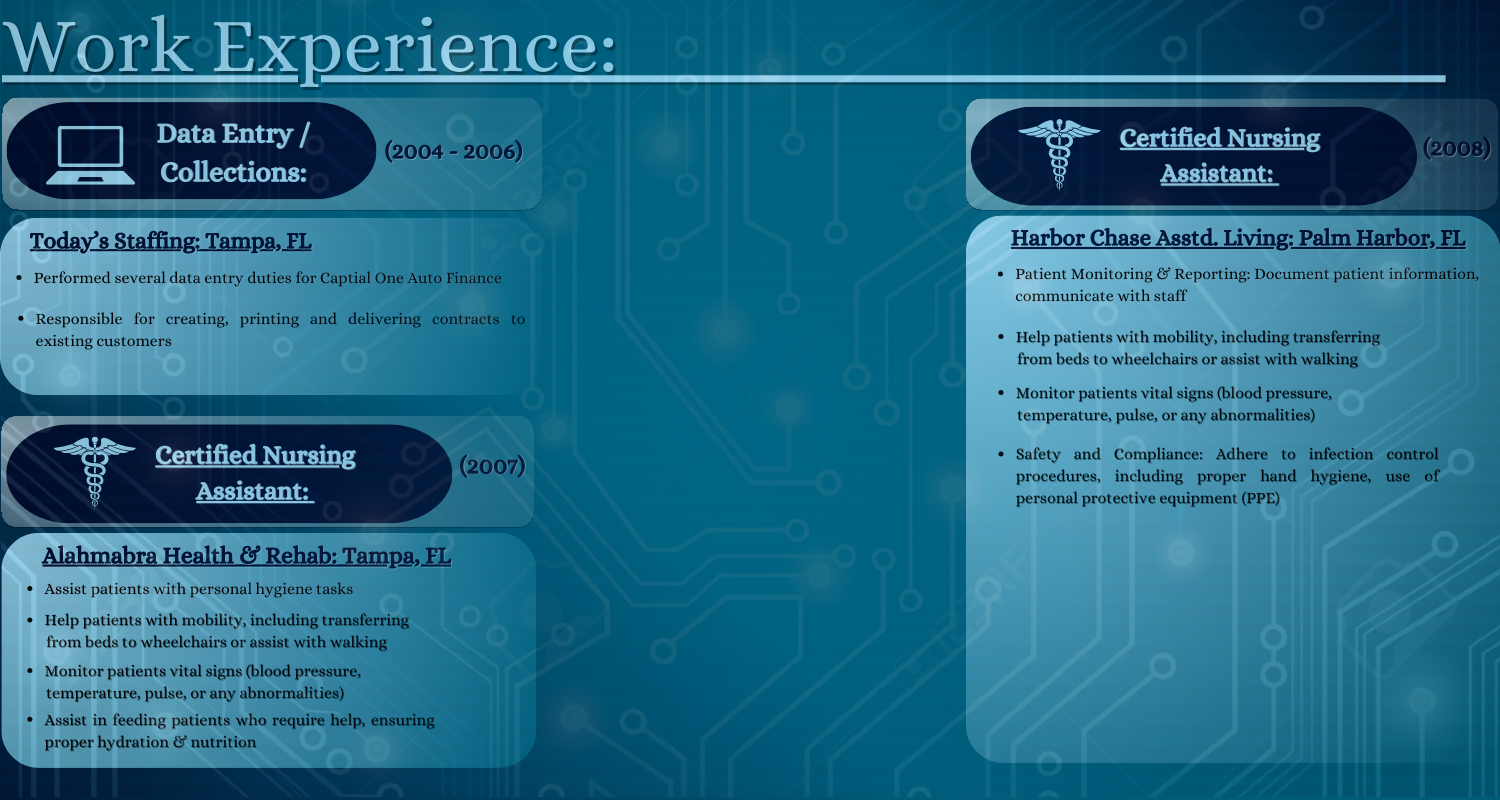 Work Experience:
Data Entry /
Collections:
(2004 - 2006)
Today's Staffing: Tampa, FL
• Performed several data entry duties for Captial One Auto Finance
• Responsible for creating, printing and delivering contracts to
existing customers
Certified Nursing
Assistant:
(2007)
Alahmabra Health & Rehab: Tampa, FL
• Assist patients with personal hygiene tasks
• Help patients with mobility, including transferring
from beds to wheelchairs or assist with walking
• Monitor patients vital signs (blood pressure,
temperature, pulse, or any abnormalities)
• Assist in feeding patients who require help, ensuring
proper hydration & nutrition
Certified Nursing
Assistant:
(2008)
Harbor Chase Asstd. Living: Palm Harbor, FL
• Patient Monitoring & Reporting: Document patient information,
communicate with staff
• Help patients with mobility, including transferring
from beds to wheelchairs or assist with walking
• Monitor patients vital signs (blood pressure,
temperature, pulse, or any abnormalities)
• Safety and Compliance: Adhere to infection control
procedures, including proper hand hygiene, use of
personal protective equipment (PPE)